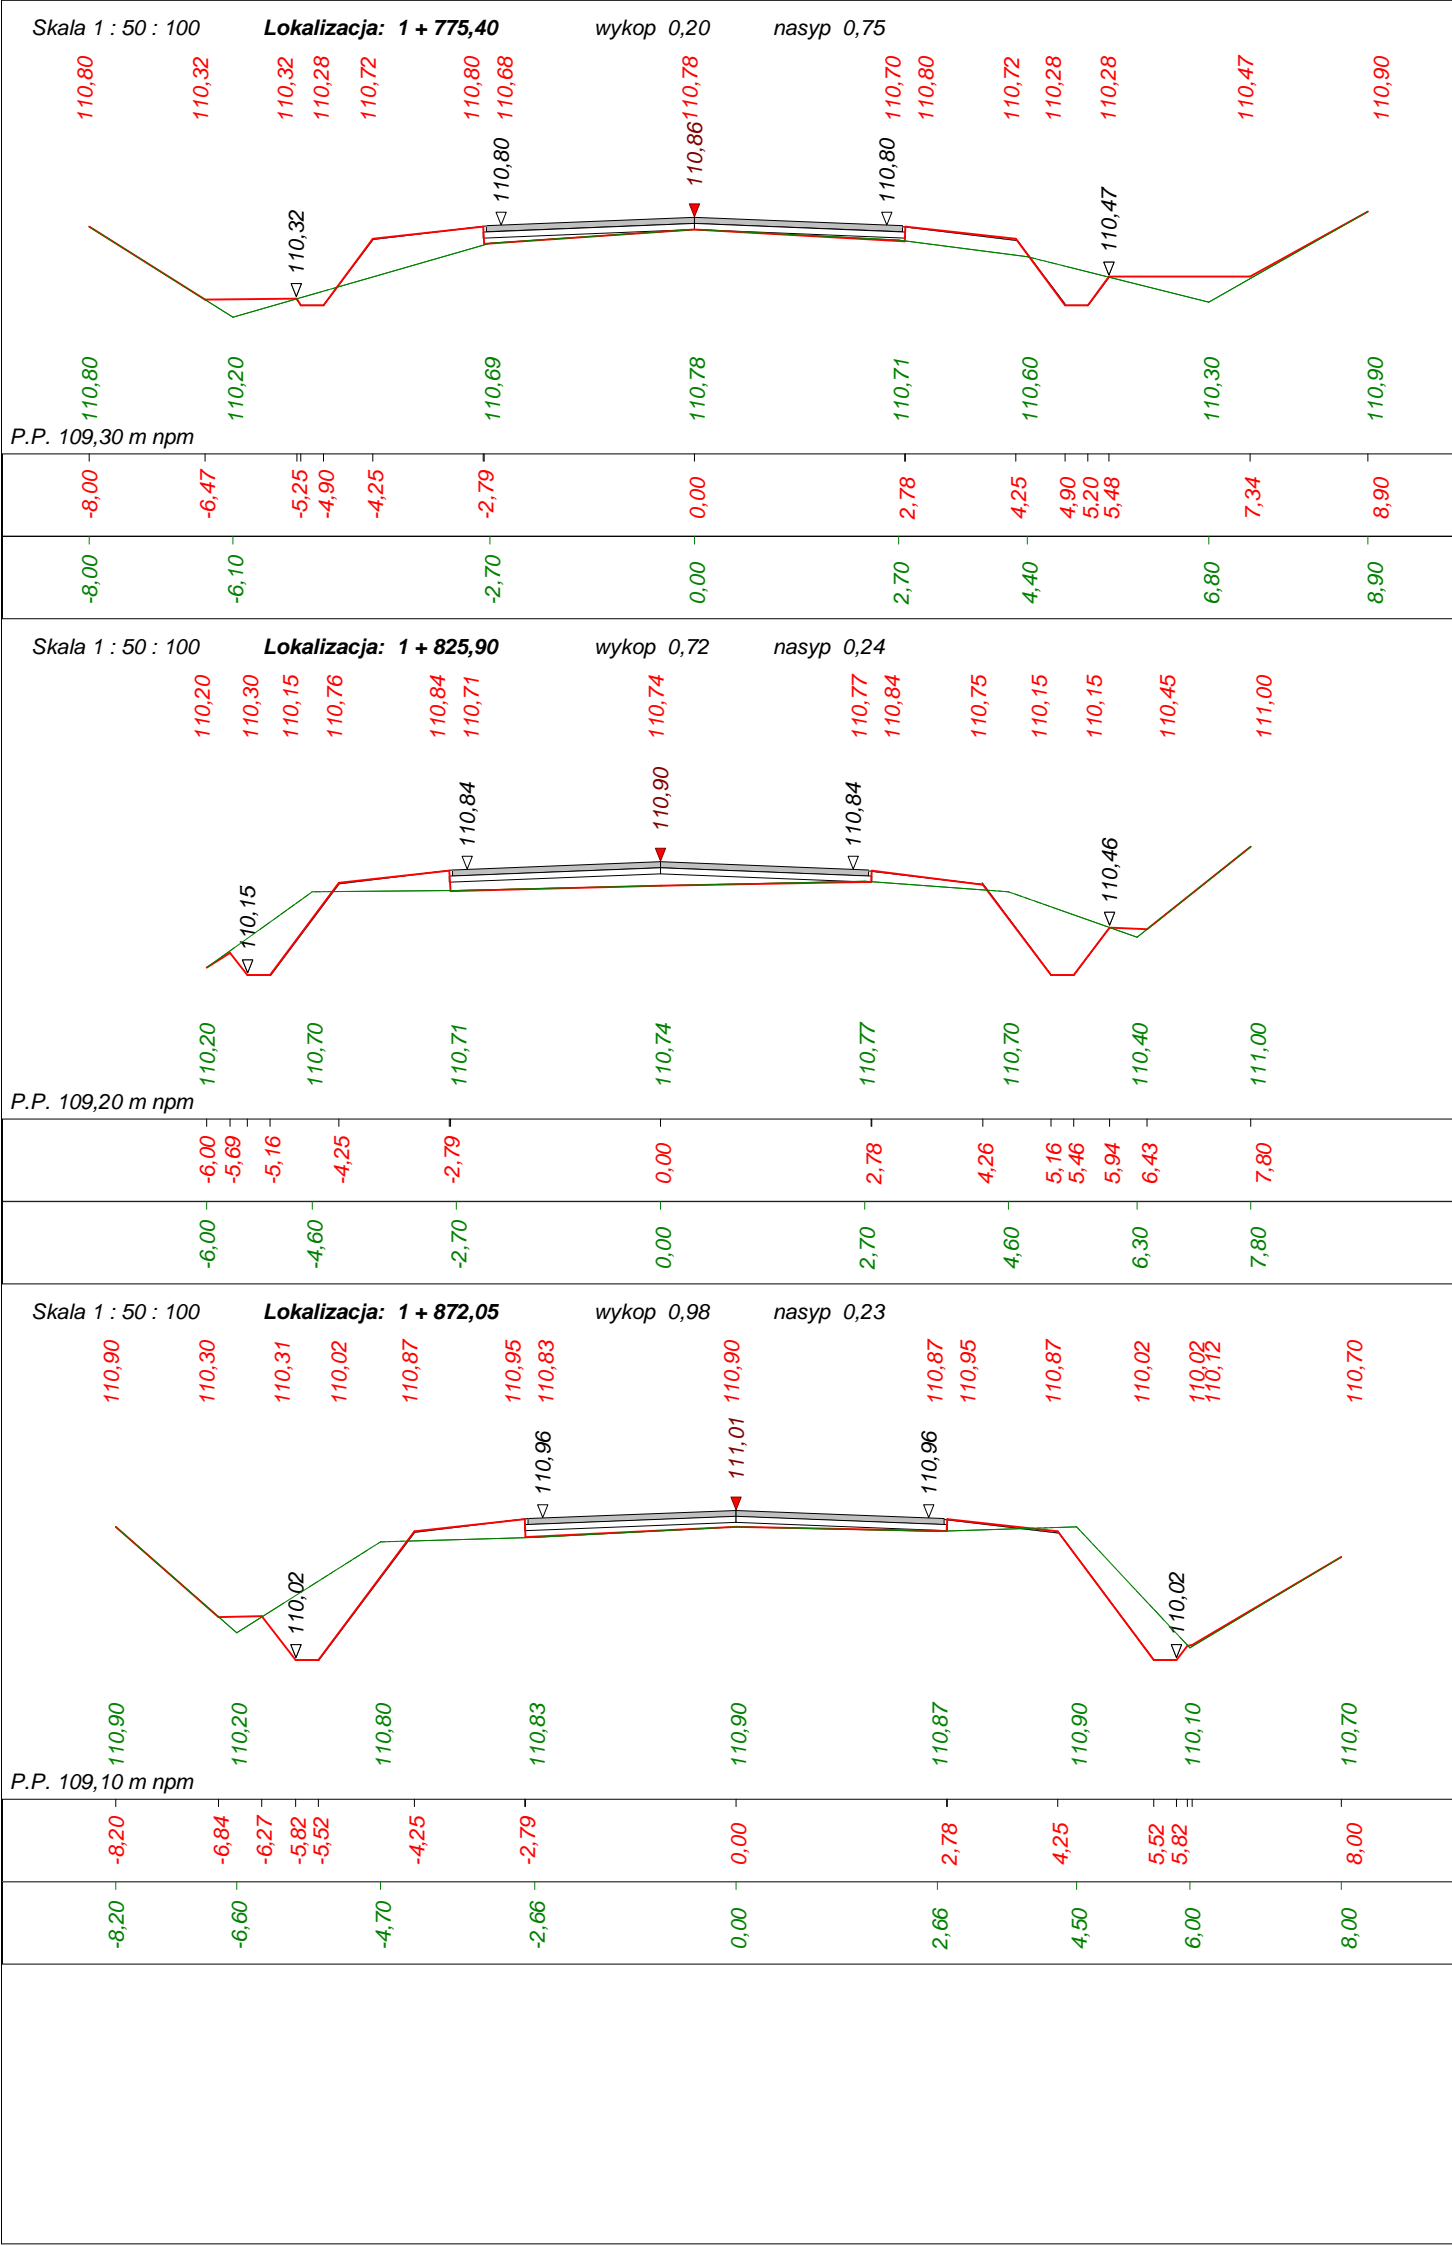 Skala 1 : 50 : 100 Lokalizacja: 1 + 775,40 wykop 0,20 nasyp 0,75
110,80 110,32 110,32 110,28 110,72 110,80 110,68 110,78 110,70 110,80 110,72 110,28 110,28 110,47 110,90
110,32 110,80 110,86 110,80 110,47
110,80 110,20 110,69 110,78 110,71 110,60 110,30 110,90
P.P. 109,30 m npm
-8,00 -6,47 -5,25 -4,90 -4,25 -2,79 0,00 2,78 4,25 4,90 5,20 5,48 7,34 8,90
-8,00 -6,10 -2,70 0,00 2,70 4,40 6,80 8,90
Skala 1 : 50 : 100 Lokalizacja: 1 + 825,90 wykop 0,72 nasyp 0,24
110,20 110,30 110,15 110,76 110,84 110,71 110,74 110,77 110,84 110,75 110,15 110,15 110,45 111,00
110,15 110,84 110,90 110,84 110,46
110,20 110,70 110,71 110,74 110,77 110,70 110,40 111,00
P.P. 109,20 m npm
-6,00 -5,69 -5,16 -4,25 -2,79 0,00 2,78 4,26 5,16 5,46 5,94 6,43 7,80
-6,00 -4,60 -2,70 0,00 2,70 4,60 6,30 7,80
Skala 1 : 50 : 100 Lokalizacja: 1 + 872,05 wykop 0,98 nasyp 0,23
110,90 110,30 110,31 110,02 110,87 110,95 110,83 110,90 110,87 110,95 110,87 110,02 110,02 110,12 110,70
110,02 110,96 111,01 110,96 110,02
110,90 110,20 110,80 110,83 110,90 110,87 110,90 110,10 110,70
P.P. 109,10 m npm
-8,20 -6,84 -6,27 -5,82 -5,52 -4,25 -2,79 0,00 2,78 4,25 5,52 5,82 8,00
-8,20 -6,60 -4,70 -2,66 0,00 2,66 4,50 6,00 8,00